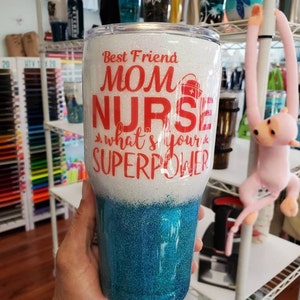 Best Friend
MOM
NURSE
what's your
SUPERPOWER